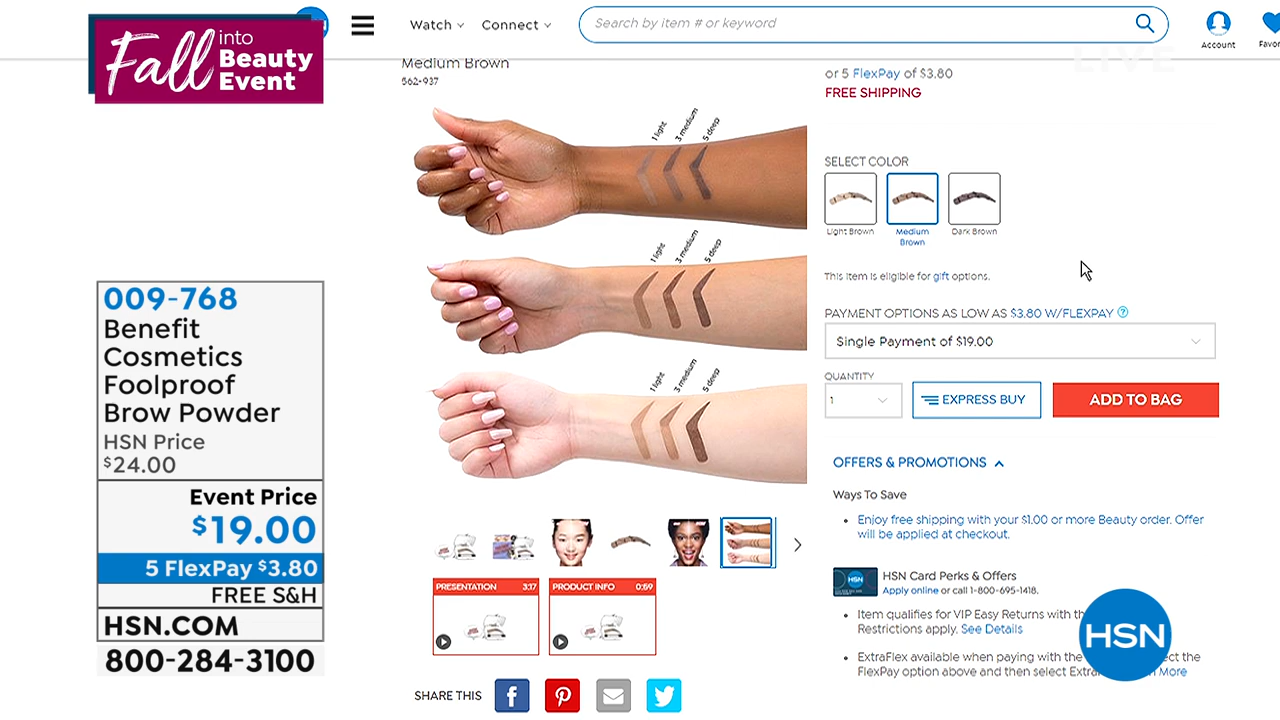 Fall into
Beauty
Event
Watch
Connect
Search by item # or keyword
Account
LIVE
Medium Brown
562-937
or 5 FlexPay of $3.80
FREE SHIPPING
1 light
3 medium
5 deep
1 light
3 medium
5 deep
1 light
3 medium
5 deep
SELECT COLOR
Light Brown
Medium
Brown
Dark Brown
This item is eligible for gift options.
PAYMENT OPTIONS AS LOW AS $3.80 W/FLEXPAY ?
Single Payment of $19.00
QUANTITY
1
EXPRESS BUY
ADD TO BAG
OFFERS & PROMOTIONS
Ways To Save
• Enjoy free shipping with your $1.00 or more Beauty order. Offer
will be applied at checkout.
HSN
HSN Card Perks & Offers
Apply online or call 1-800-695-1418.
• Item qualifies for VIP Easy Returns with
Restrictions apply. See Details
• ExtraFlex available when paying with the
FlexPay option above and then select
More
HSN
009-768
Benefit
Cosmetics
Foolproof
Brow Powder
HSN Price
$24.00
Event Price
$19.00
5 FlexPay $3.80
FREE S&H
HSN.COM
800-284-3100
PRESENTATION 3:17
PRODUCT INFO 0:59
SHARE THIS